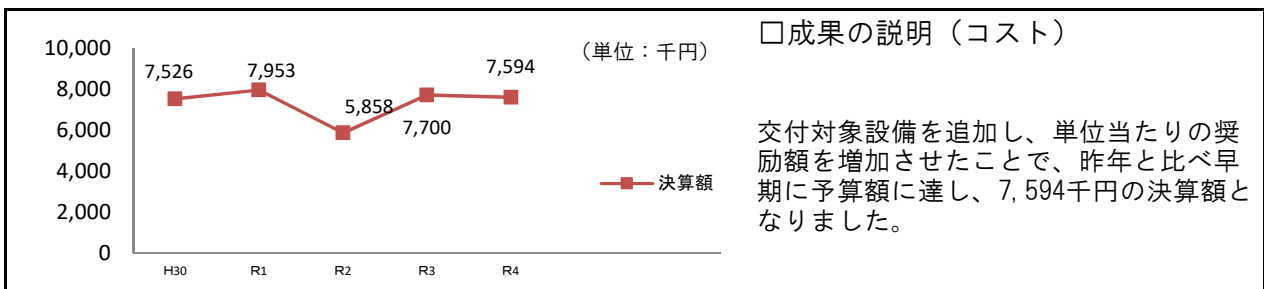 10,000
8,000
6,000
4,000
2,000
0
（単位：千円）
7,526
7,953
5,858
7,700
7,594
決算額
H30
R1
R2
R3
R4
□成果の説明（コスト）
交付対象設備を追加し、単位当たりの奨
励額を増加させたことで、昨年と比べ早
期に予算額に達し、7,594千円の決算額と
なりました。